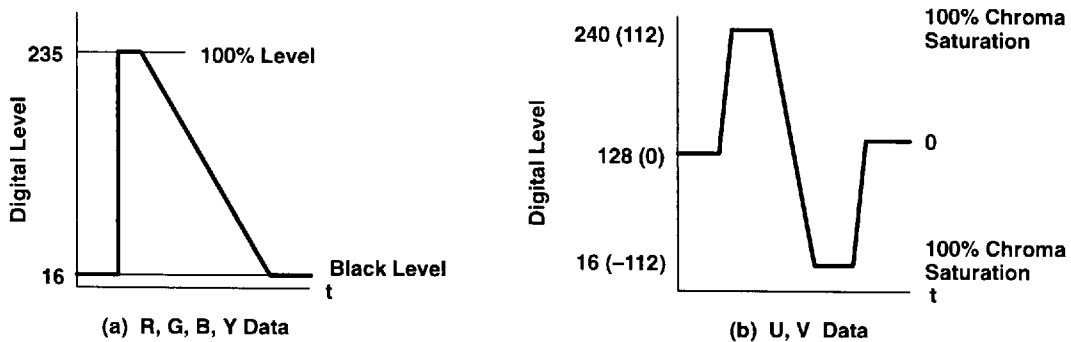 235
100% Level
Digital Level
16
Black Level
t
(a) R, G, B, Y Data
240 (112)
100% Chroma
Saturation
Digital Level
128 (0)
0
16 (–112)
100% Chroma
Saturation
t
(b) U, V Data